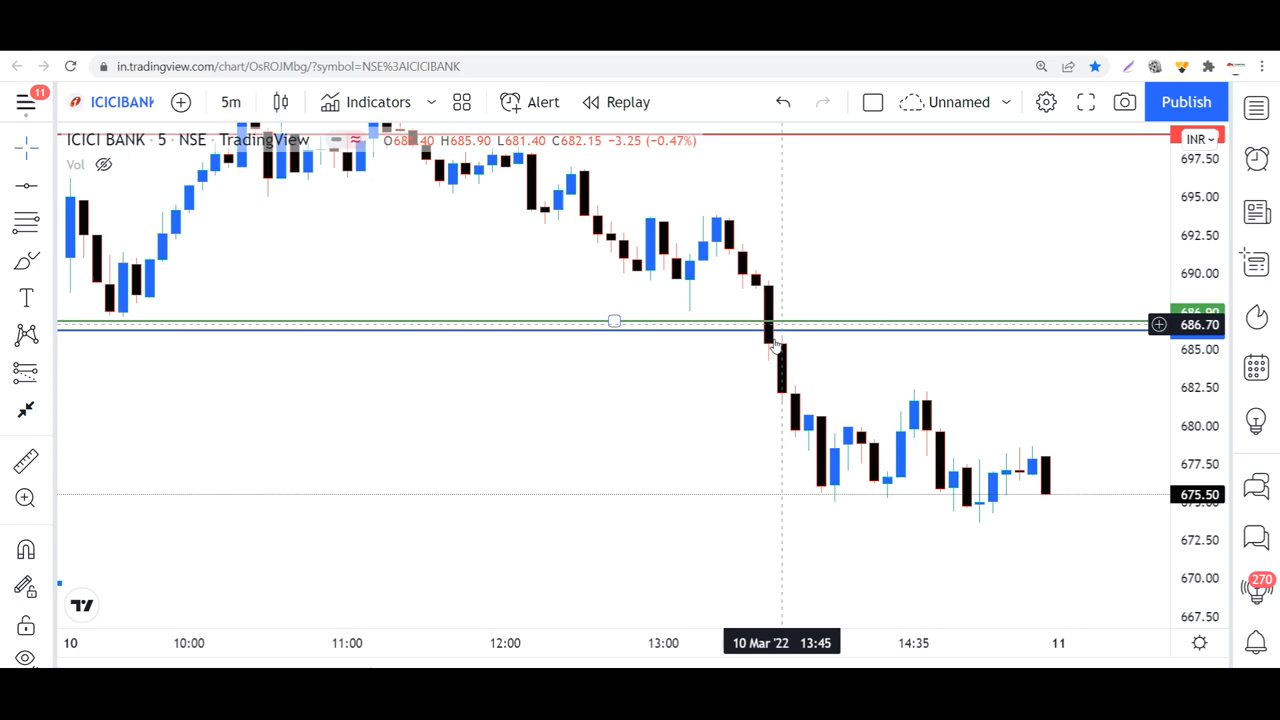 in.tradingview.com/chart/OsROJMbg/?symbol=NSE%3AICICIBANK
11
ICICIBANK
5m
Indicators
Alert
Replay
Unnamed
Publish
ICICI BANK · 5 · NSE · TradingView
H685.90 L681.40 C682.15 −3.25 (−0.47%)
INR
Vol
697.50
695.00
692.50
690.00
686.90
686.70
685.00
682.50
680.00
677.50
675.50
672.50
670.00
667.50
270
10
10:00
11:00
12:00
13:00
10 Mar '22 13:45
14:35
11